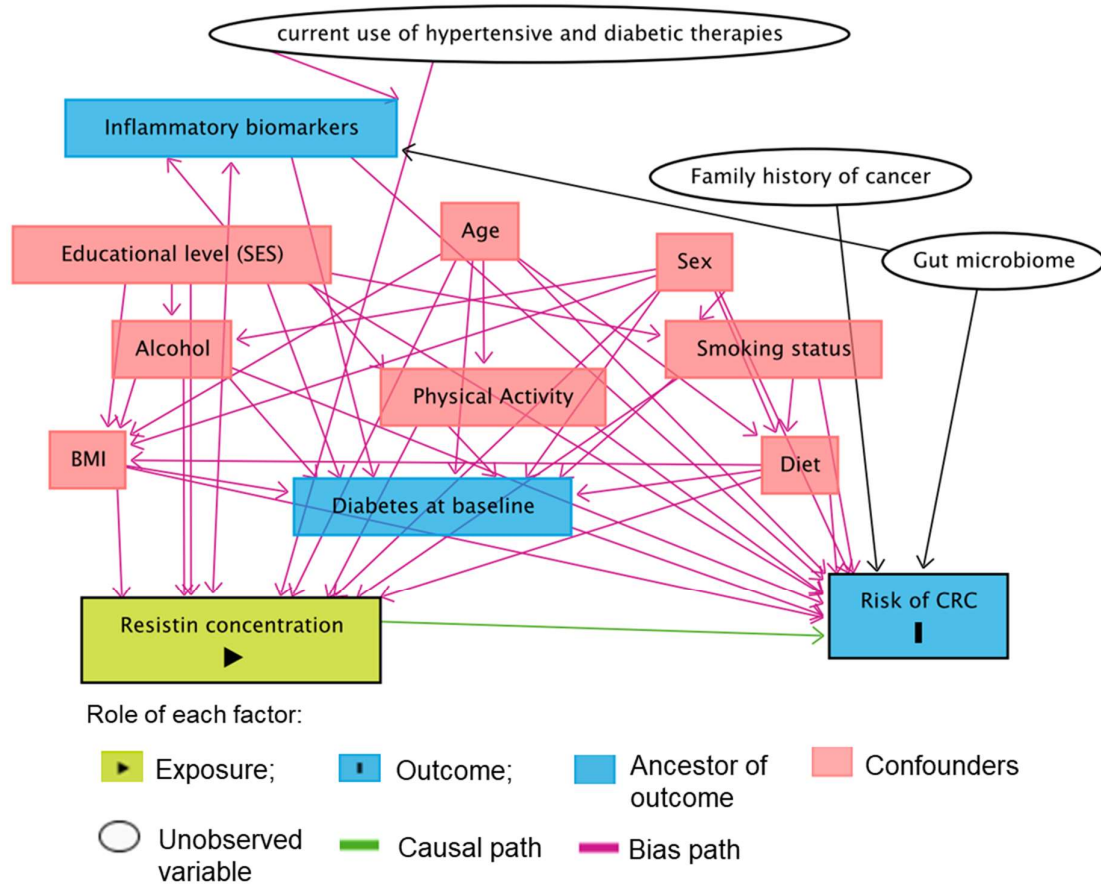 current use of hypertensive and diabetic therapies
Inflammatory biomarkers
Family history of cancer
Age
Educational level (SES)
Sex
Gut microbiome
Alcohol
Smoking status
Physical Activity
BMI
Diet
Diabetes at baseline
Risk of CRC
Resistin concentration
Role of each factor:
Exposure;
Outcome;
Ancestor of
outcome
Confounders
Unobserved
variable
Causal path
Bias path